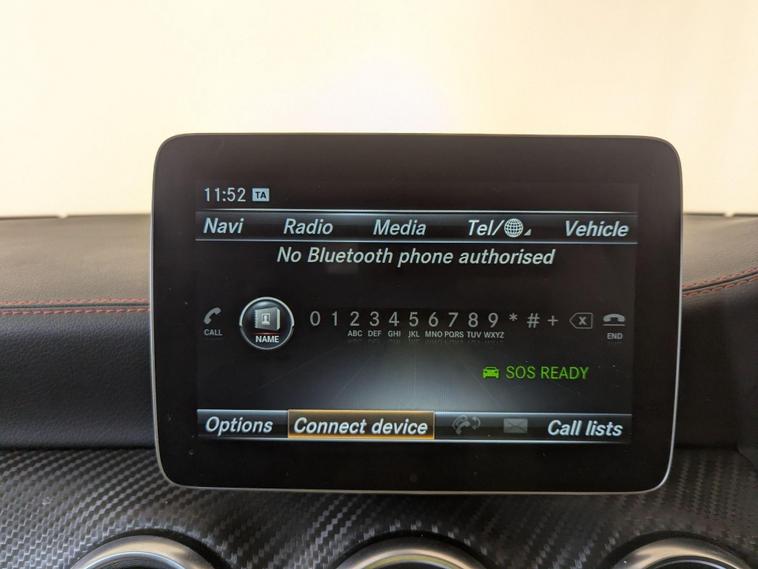 11:52 TA
Navi Radio Media Tel/ Vehicle
No Bluetooth phone authorised
0 1 2 3 4 5 6 7 8 9 * # +
CALL NAME ABC DEF GHI JKL MNO PQRS TUV WXYZ END
SOS READY
Options Connect device Call lists